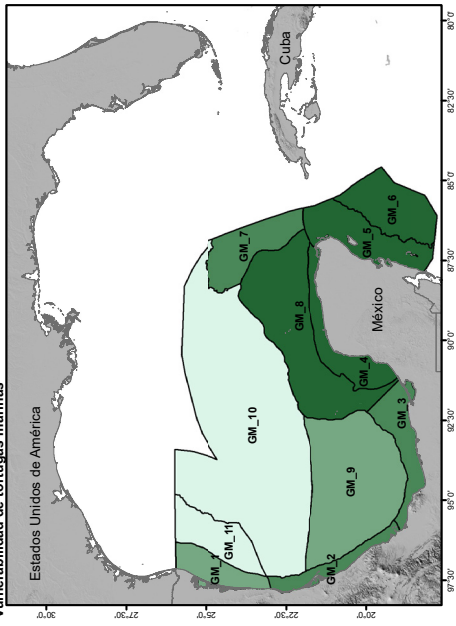 Vulnerabilidad de tortugas marinas
Estados Unidos de América
Cuba
México
GM_1
GM_2
GM_3
GM_4
GM_5
GM_6
GM_7
GM_8
GM_9
GM_10
GM_11
30°0'
27°30'
25°0'
22°30'
20°0'
97°30'
95°0'
92°30'
90°0'
87°30'
85°0'
82°30'
80°0'